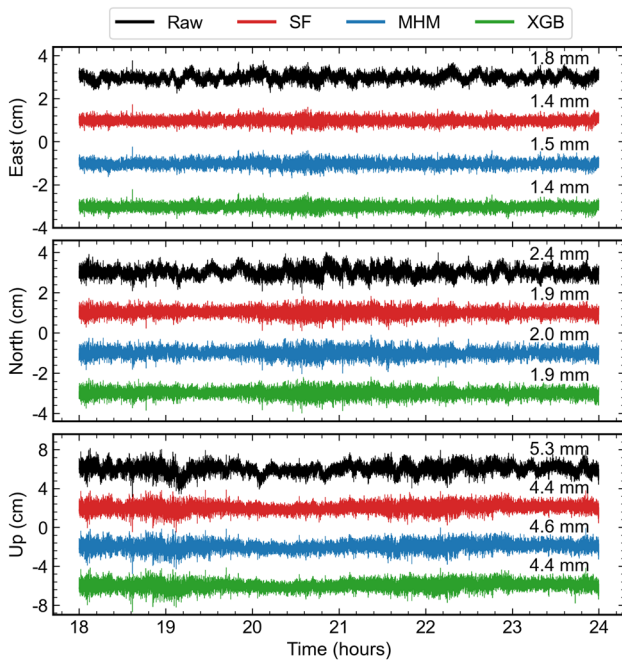 Raw SF MHM XGB
4
2
0
-2
-4
East (cm)
1.8 mm
1.4 mm
1.5 mm
1.4 mm
4
2
0
-2
-4
North (cm)
2.4 mm
1.9 mm
2.0 mm
1.9 mm
8
4
0
-4
-8
Up (cm)
5.3 mm
4.4 mm
4.6 mm
4.4 mm
18 19 20 21 22 23 24
Time (hours)